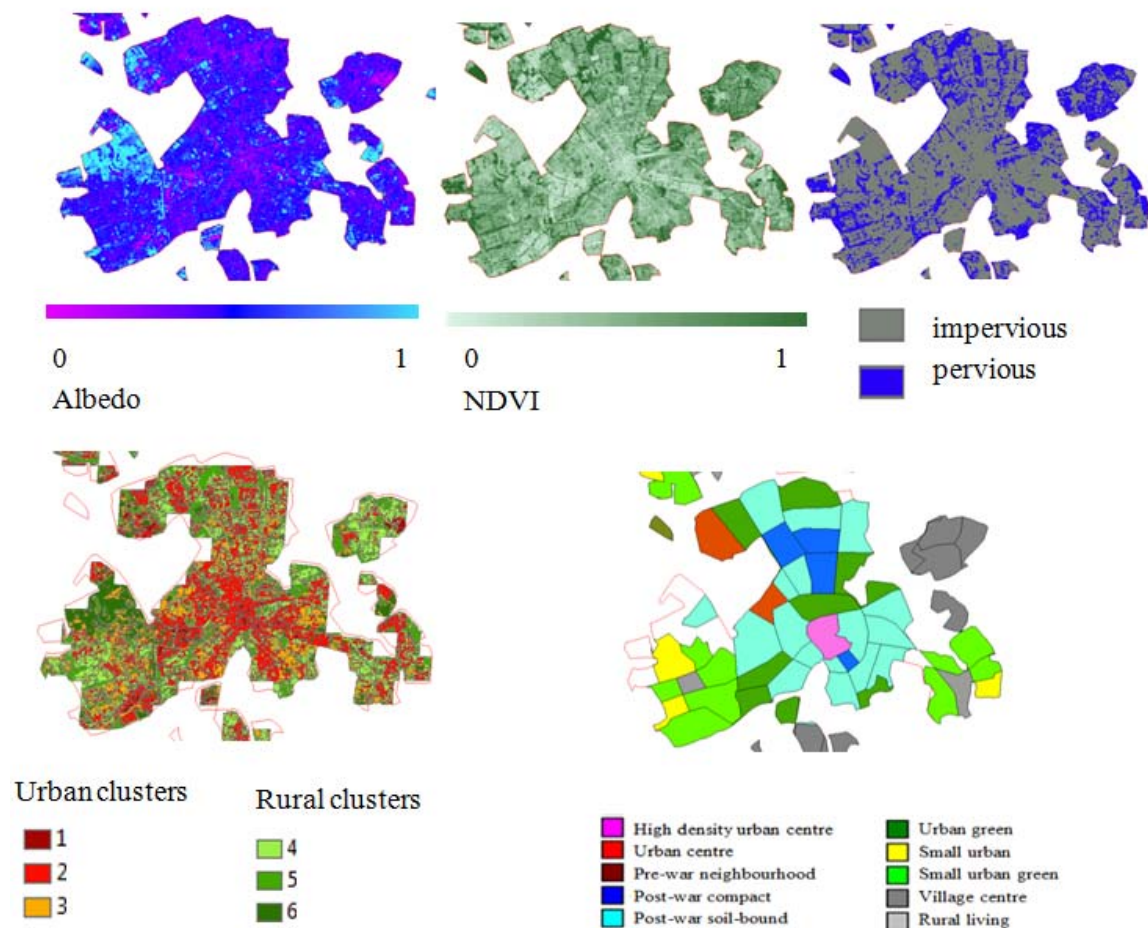 0 1
Albedo
0 1
NDVI
impervious
pervious
Urban clusters
1
2
3
Rural clusters
4
5
6
High density urban centre
Urban centre
Pre-war neighbourhood
Post-war compact
Post-war soil-bound
Urban green
Small urban
Small urban green
Village centre
Rural living